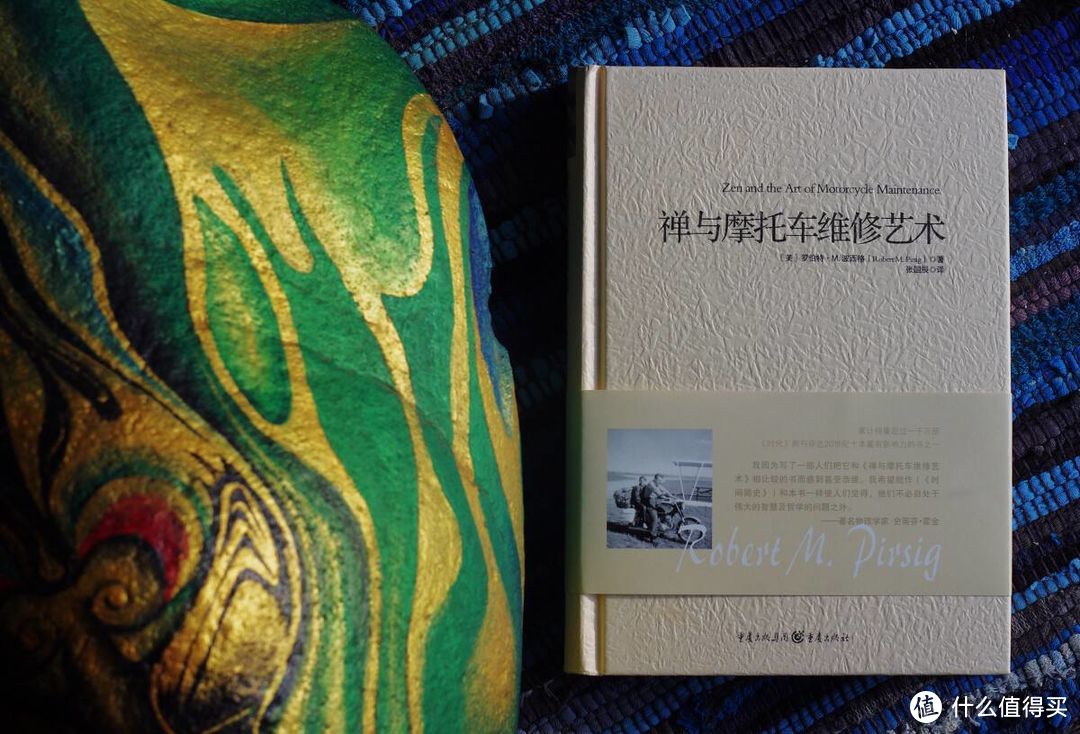 Zen and the Art of Motorcycle Maintenance.
禅与摩托车维修艺术
〔美〕罗伯特·M.波西格（Robert M. Pirsig）◎著
张国辰◎译
累计销量超过一千万册
《时代》周刊评选20世纪十本最有影响力的书之一
我因为写了一部人们把它和《禅与摩托车维修艺
术》相比较的书而感到甚受恭维。我希望拙作（《时
间简史》）和本书一样使人们觉得，他们不必自处于
伟大的智慧及哲学的问题之外。
——著名物理学家 史蒂芬·霍金
Robert M. Pirsig
重庆出版集团 重庆出版社
值 什么值得买